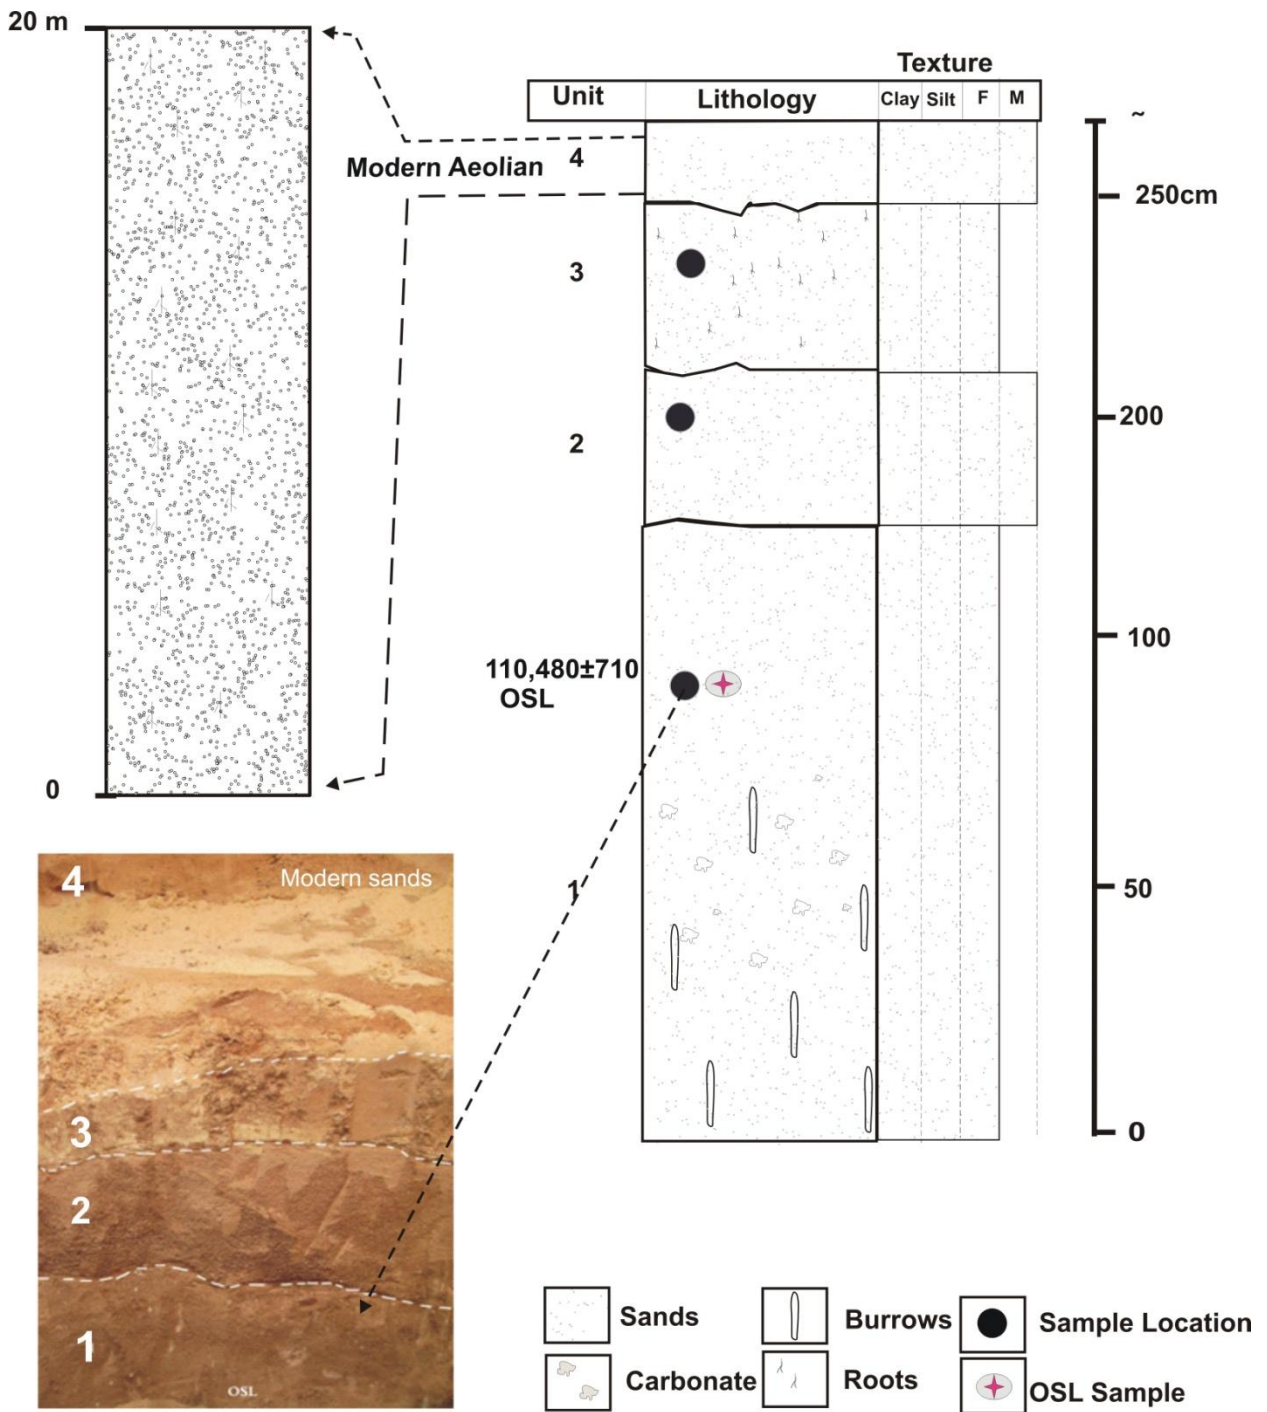 20 m
0
Modern Aeolian
Texture
Unit
Lithology
Clay
Silt
F
M
~
250cm
200
100
50
0
4
3
2
1
110,480±710
OSL
4
Modern sands
3
2
1
OSL
Sands
Burrows
Sample Location
Carbonate
Roots
OSL Sample